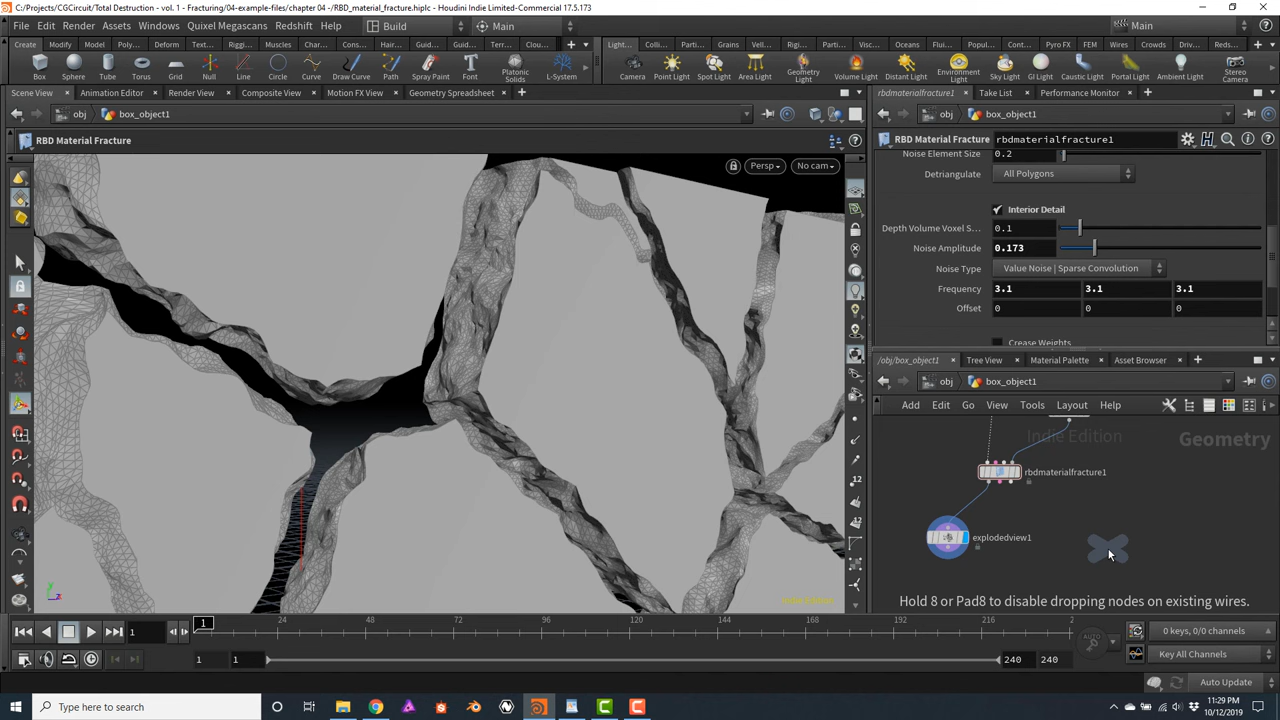 C:/Projects/CGCircuit/Total Destruction - vol. 1 - Fracturing/04-example-files/chapter 04 -/RBD_material_fracture.hiplc - Houdini Indie Limited-Commercial 17.5.173
File Edit Render Assets Windows Quixel Megascans Redshift Help Build Main Main
Create Modify Model Poly... Deform Text... Riggi... Muscles Char... Cons... Hair... Guid... Guid... Terr... Clou... Light... Colli... Parti... Grains Vell... Rigi... Parti... Visc... Oceans Flui... Popul... Cont... Pyro FX FEM Wires Crowds Driv... Reds...
Box Sphere Tube Torus Grid Null Line Circle Curve Draw Curve Path Spray Paint Font Platonic Solids L-System Camera Point Light Spot Light Area Light Geometry Light Volume Light Distant Light Environment Light Sky Light GI Light Caustic Light Portal Light Ambient Light Stereo Camera
Scene View Animation Editor Render View Composite View Motion FX View Geometry Spreadsheet rbdmaterialfracture1 Take List Performance Monitor
obj box_object1 obj box_object1
RBD Material Fracture RBD Material Fracture rbdmaterialfracture1
Persp No cam
Noise Element Size 0.2
Detriangulate All Polygons
Interior Detail
Depth Volume Voxel S... 0.1
Noise Amplitude 0.173
Noise Type Value Noise | Sparse Convolution
Frequency 3.1 3.1 3.1
Offset 0 0 0
Crease Weights
/obj/box_object1 Tree View Material Palette Asset Browser
obj box_object1
Add Edit Go View Tools Layout Help
Indie Edition Geometry
rbdmaterialfracture1
explodedview1
Hold 8 or Pad8 to disable dropping nodes on existing wires.
12
12
1 1 24 48 72 96 120 144 168 192 216 2 0 keys, 0/0 channels
1 1 240 240 Key All Channels
Auto Update
Type here to search
11:29 PM
10/12/2019